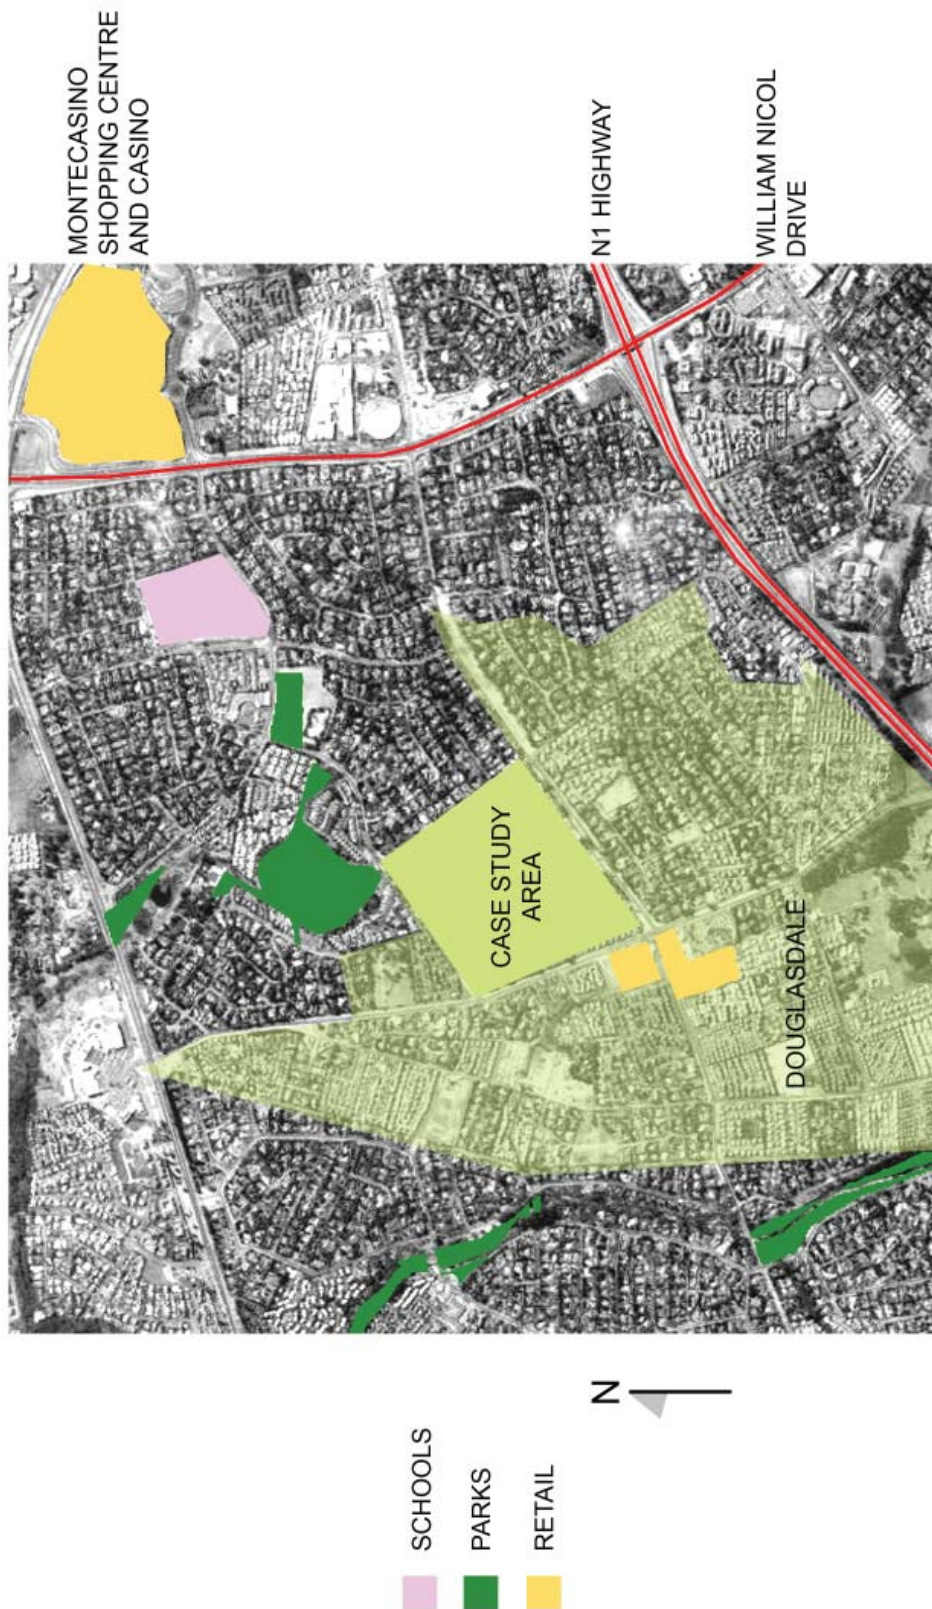 MONTECASINO
SHOPPING CENTRE
AND CASINO
N1 HIGHWAY
WILLIAM NICOL
DRIVE
CASE STUDY
AREA
DOUGLASDALE
N
SCHOOLS
PARKS
RETAIL